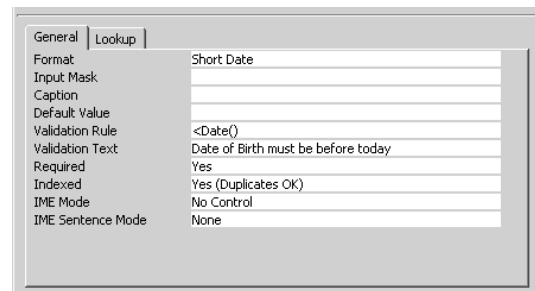 General Lookup
Format Short Date
Input Mask
Caption
Default Value
Validation Rule <Date()
Validation Text Date of Birth must be before today
Required Yes
Indexed Yes (Duplicates OK)
IME Mode No Control
IME Sentence Mode None